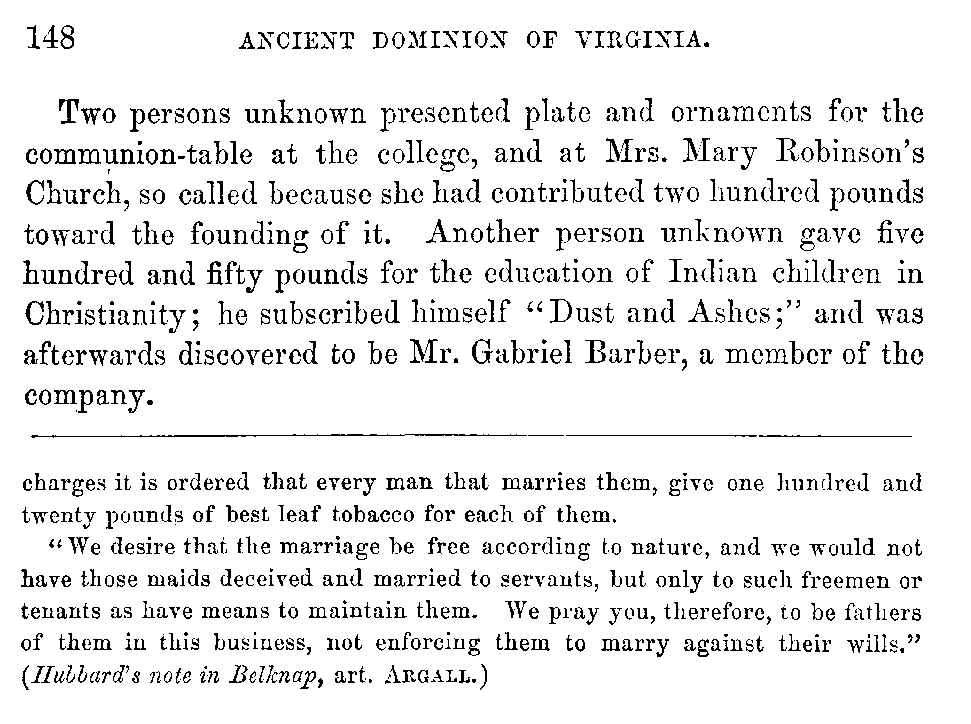 148 ANCIENT DOMINION OF VIRGINIA.
Two persons unknown presented plate and ornaments for the
communion-table at the college, and at Mrs. Mary Robinson's
Church, so called because she had contributed two hundred pounds
toward the founding of it. Another person unknown gave five
hundred and fifty pounds for the education of Indian children in
Christianity; he subscribed himself "Dust and Ashes;" and was
afterwards discovered to be Mr. Gabriel Barber, a member of the
company.
charges it is ordered that every man that marries them, give one hundred and
twenty pounds of best leaf tobacco for each of them.
"We desire that the marriage be free according to nature, and we would not
have those maids deceived and married to servants, but only to such freemen or
tenants as have means to maintain them. We pray you, therefore, to be fathers
of them in this business, not enforcing them to marry against their wills."
(Hubbard's note in Belknap, art. ARGALL.)